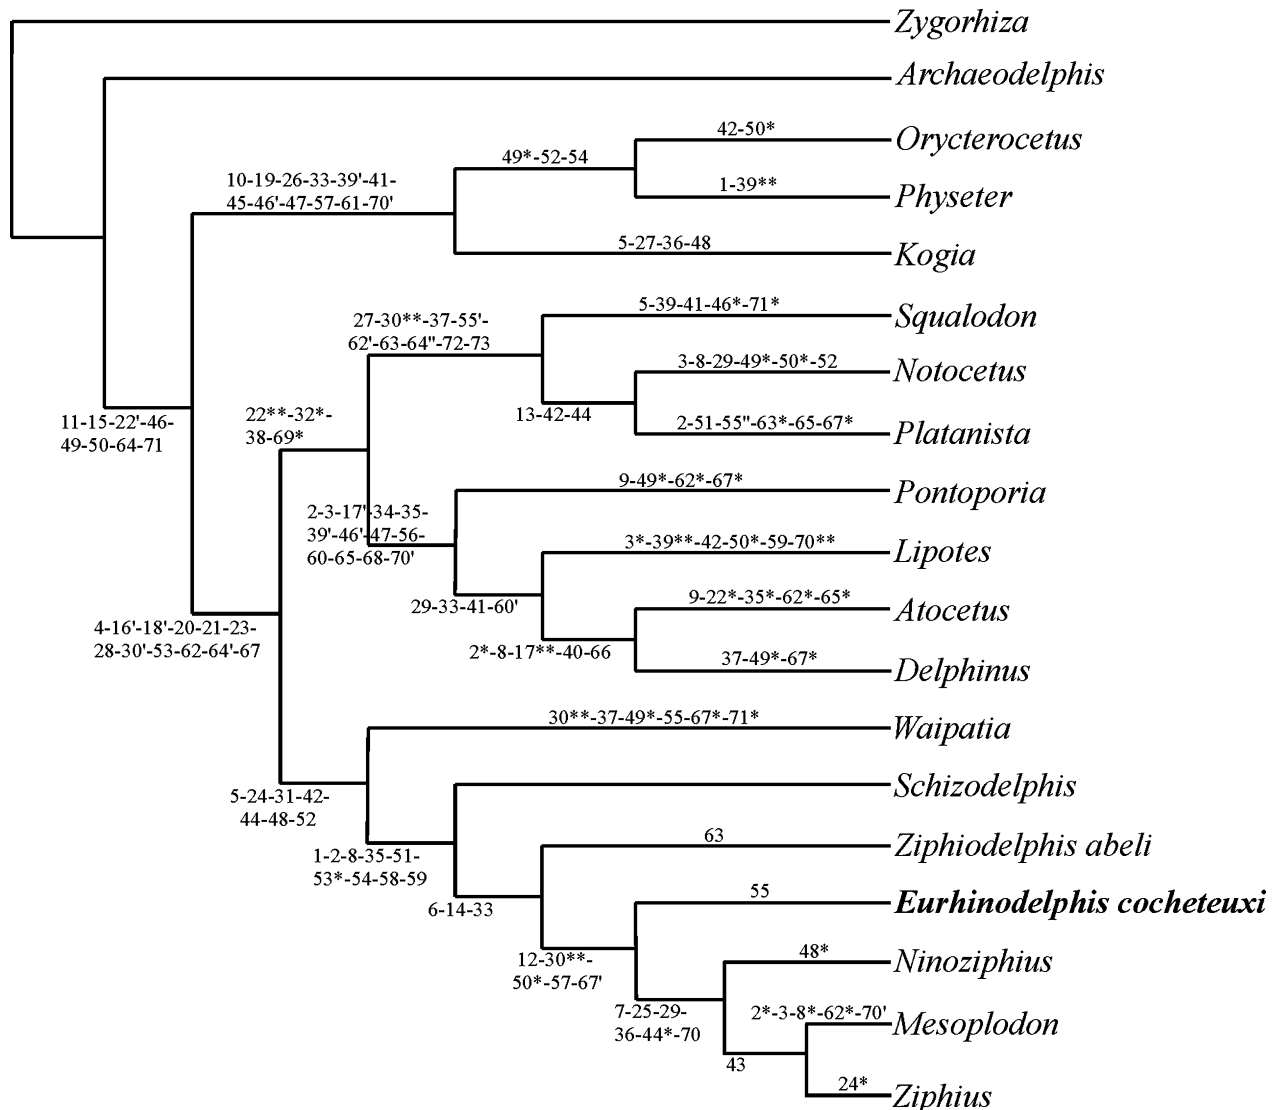 Zygorhiza
Archaeodelphis
42-50*
Orycterocetus
49*-52-54
10-19-26-33-39'-41-
45-46'-47-57-61-70'
1-39**
Physeter
5-27-36-48
Kogia
5-39-41-46*-71*
Squalodon
27-30**-37-55'-
62'-63-64''-72-73
3-8-29-49*-50*-52
Notocetus
13-42-44
2-51-55''-63*-65-67*
Platanista
11-15-22'-46-
49-50-64-71
22**-32*-
38-69*
9-49*-62*-67*
Pontoporia
2-3-17'-34-35-
39'-46'-47-56-
60-65-68-70'
3*-39**-42-50*-59-70**
Lipotes
29-33-41-60'
9-22*-35*-62*-65*
Atocetus
4-16'-18'-20-21-23-
28-30'-53-62-64'-67
2*-8-17**-40-66
37-49*-67*
Delphinus
30**-37-49*-55-67*-71*
Waipatia
5-24-31-42-
44-48-52
Schizodelphis
63
Ziphiodelphis abeli
1-2-8-35-51-
53*-54-58-59
55
Eurhinodelphis cocheteuxi
6-14-33
48*
Ninoziphius
12-30**-
50*-57-67'
2*-3-8*-62*-70'
Mesoplodon
7-25-29-
36-44*-70
43
24*
Ziphius